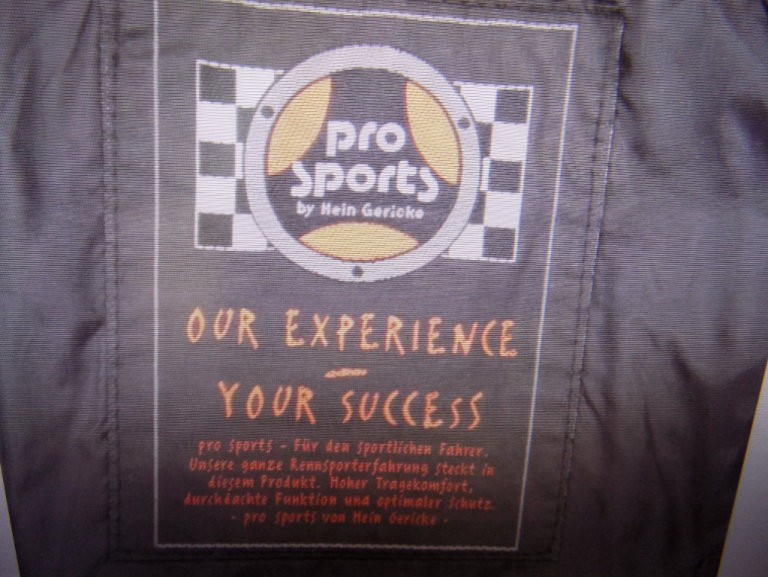 pro
sports
by Hein Gericke
OUR EXPERIENCE
—
YOUR SUCCESS
pro sports - Für den sportlichen Fahrer.
Unsere ganze Rennsporterfahrung steckt in
diesem Produkt. Hoher Tragekomfort,
durchdachte Funktion und optimaler Schutz.
- pro sports von Hein Gericke -